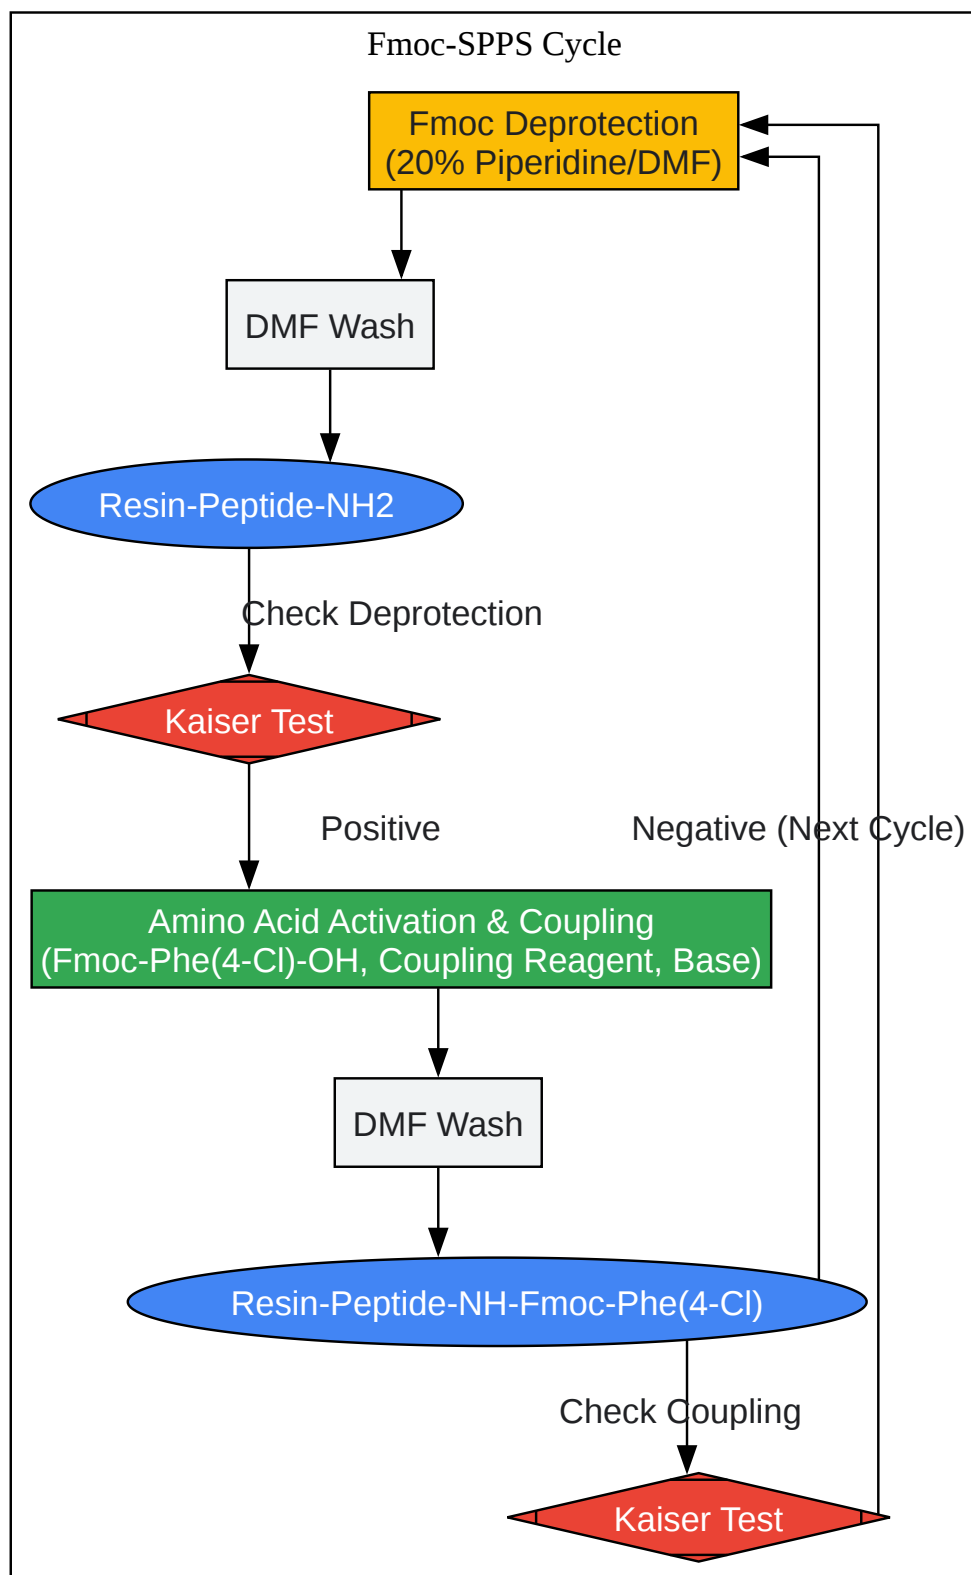 Fmoc-SPPS Cycle
Fmoc Deprotection
(20% Piperidine/DMF)
DMF Wash
Resin-Peptide-NH2
Check Deprotection
Kaiser Test
Positive
Negative (Next Cycle)
Amino Acid Activation & Coupling
(Fmoc-Phe(4-Cl)-OH, Coupling Reagent, Base)
DMF Wash
Resin-Peptide-NH-Fmoc-Phe(4-Cl)
Check Coupling
Kaiser Test